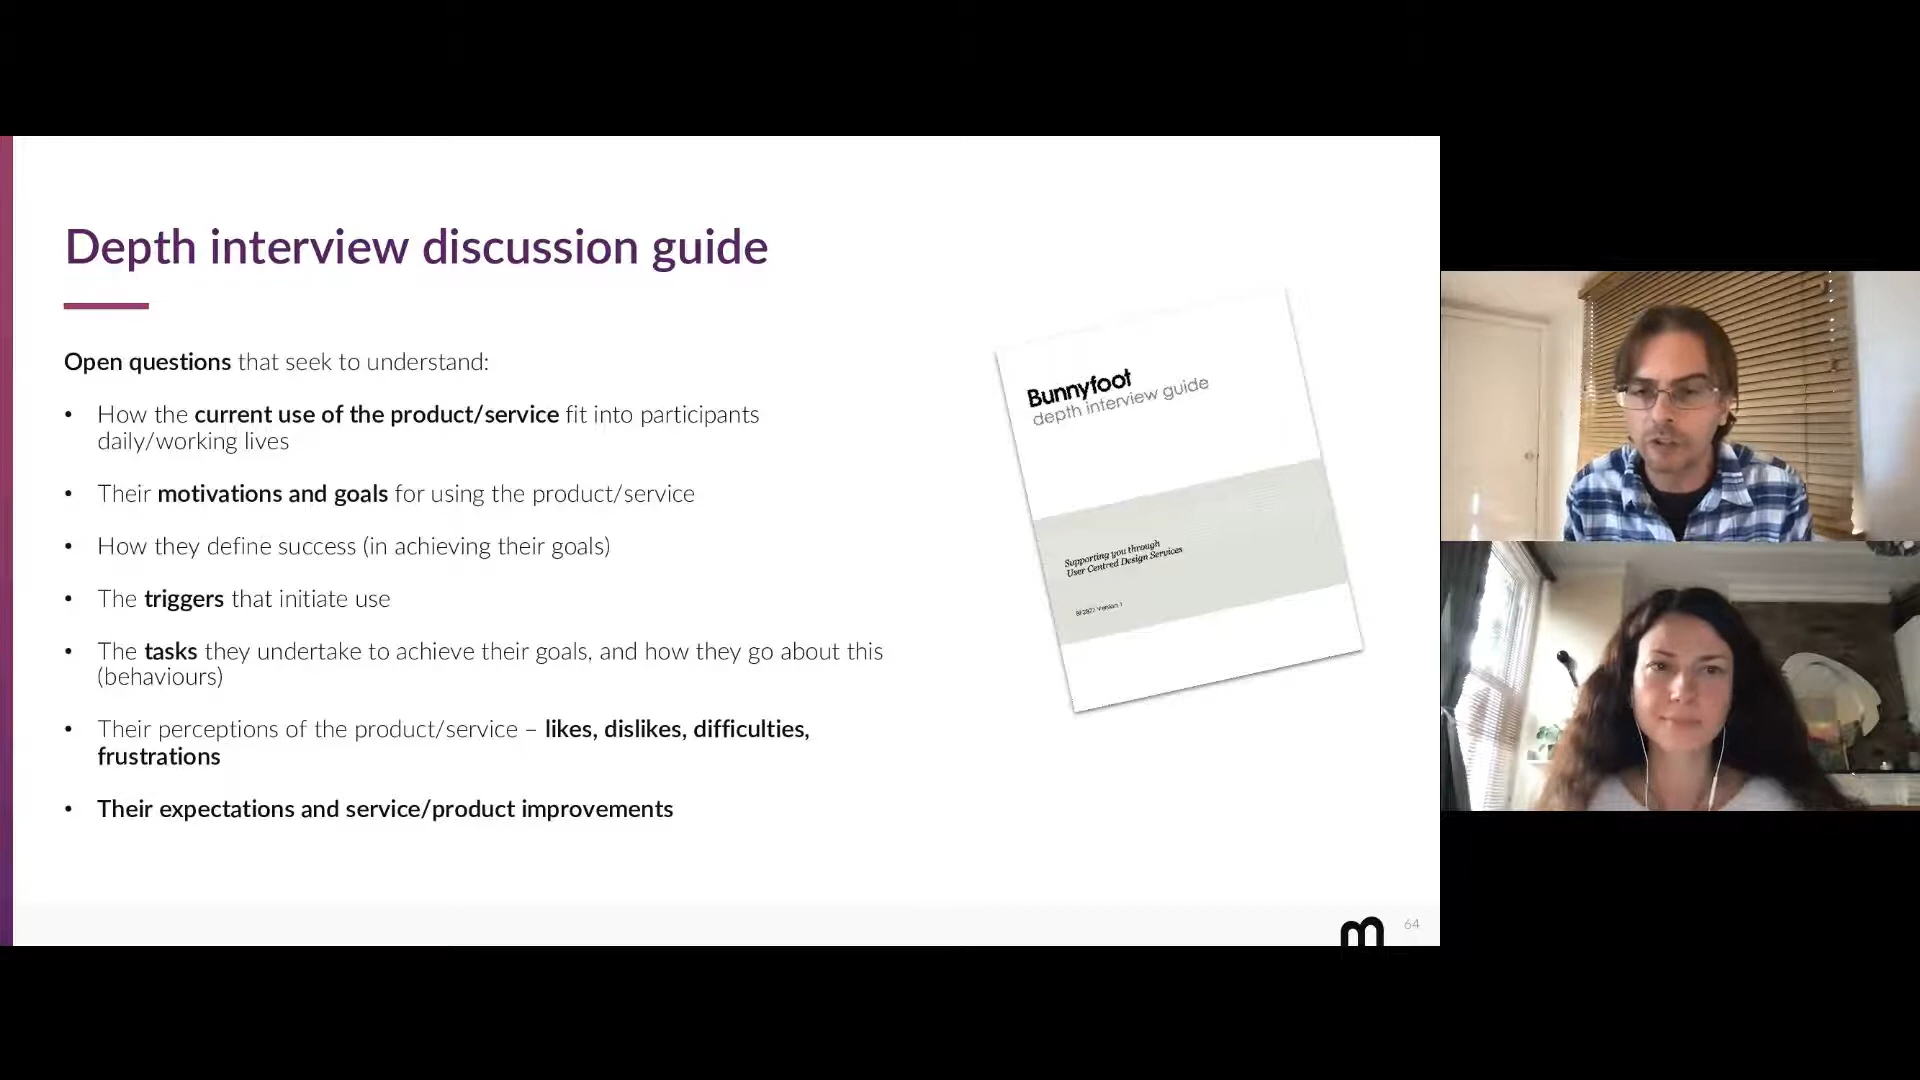 Depth interview discussion guide
Open questions that seek to understand:
• How the current use of the product/service fit into participants
daily/working lives
• Their motivations and goals for using the product/service
• How they define success (in achieving their goals)
• The triggers that initiate use
• The tasks they undertake to achieve their goals, and how they go about this
(behaviours)
• Their perceptions of the product/service – likes, dislikes, difficulties,
frustrations
• Their expectations and service/product improvements
Bunnyfoot
depth interview guide
Supporting you through
User Centred Design Services
Version 1
64